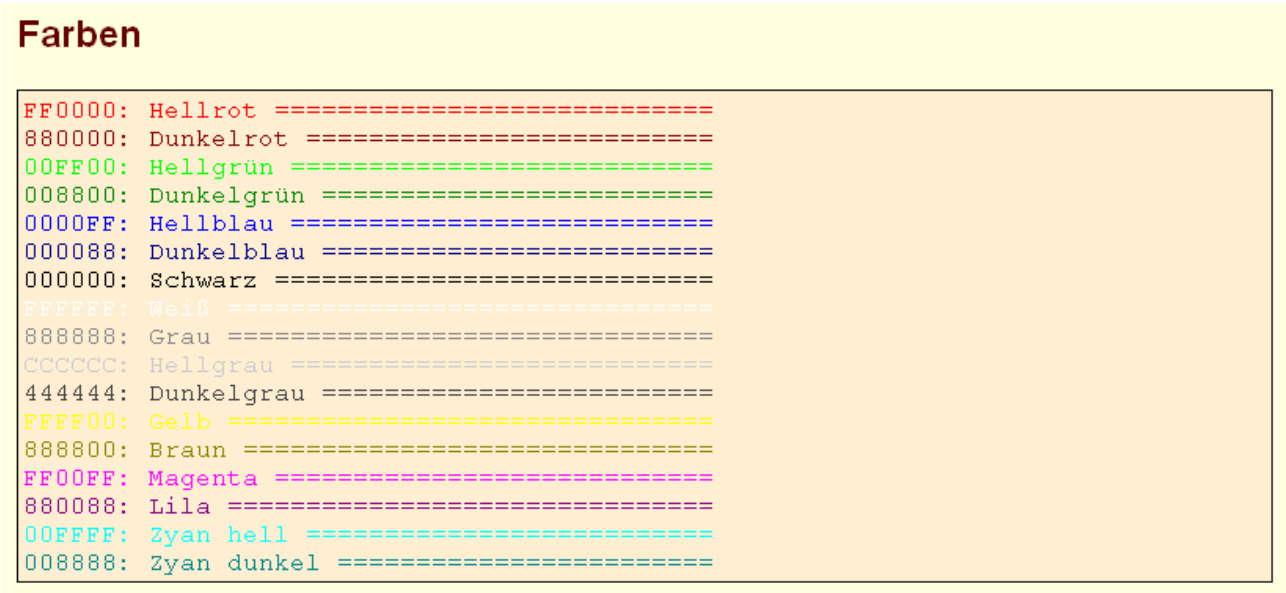 Farben
FF0000: Hellrot ============================
880000: Dunkelrot ==========================
00FF00: Hellgrün ===========================
008800: Dunkelgrün =========================
0000FF: Hellblau ===========================
000088: Dunkelblau =========================
000000: Schwarz ============================
FFFFFF: Weiß ===============================
888888: Grau ===============================
CCCCCC: Hellgrau ===========================
444444: Dunkelgrau =========================
FFFF00: Gelb ===============================
888800: Braun ==============================
FF00FF: Magenta ============================
880088: Lila ===============================
00FFFF: Zyan hell ==========================
008888: Zyan dunkel ========================